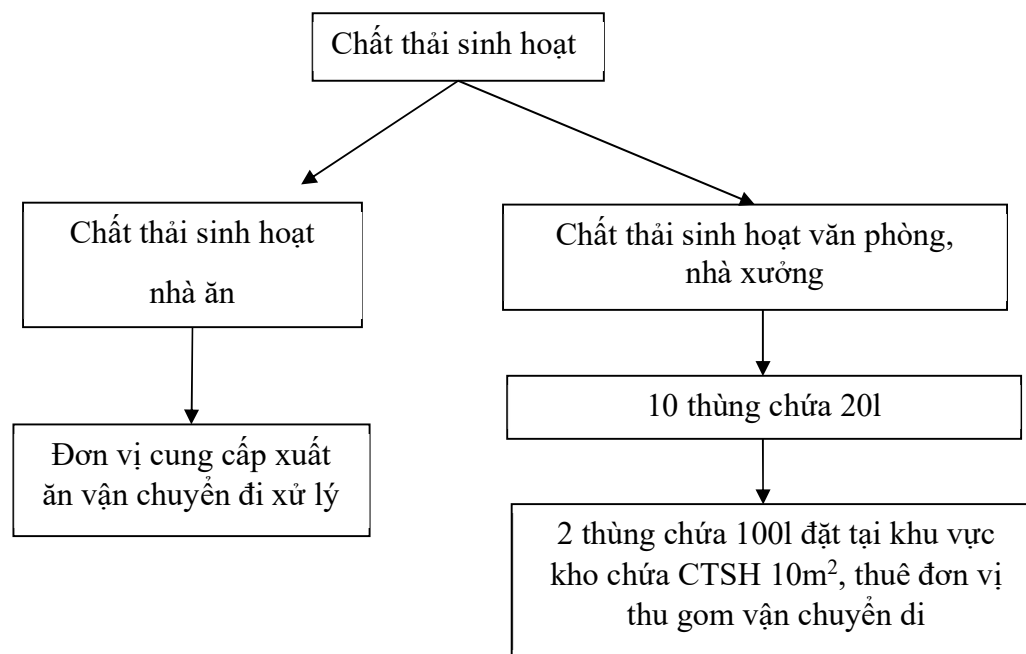 Chất thải sinh hoạt
Chất thải sinh hoạt
nhà ăn
Chất thải sinh hoạt văn phòng,
nhà xưởng
10 thùng chứa 20l
Đơn vị cung cấp xuất
ăn vận chuyển đi xử lý
2 thùng chứa 100l đặt tại khu vực
kho chứa CTSH 10m², thuê đơn vị
thu gom vận chuyển di